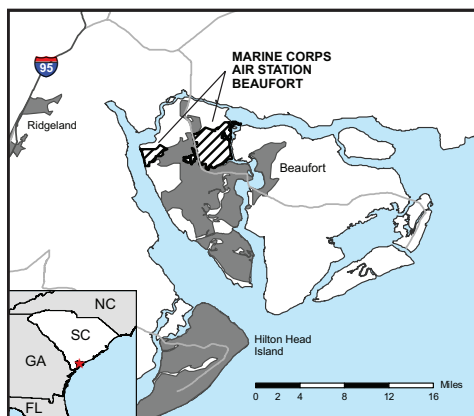 95
MARINE CORPS
AIR STATION
BEAUFORT
Ridgeland
Beaufort
NC
SC
GA
FL
Hilton Head
Island
Miles
0 2 4 8 12 16